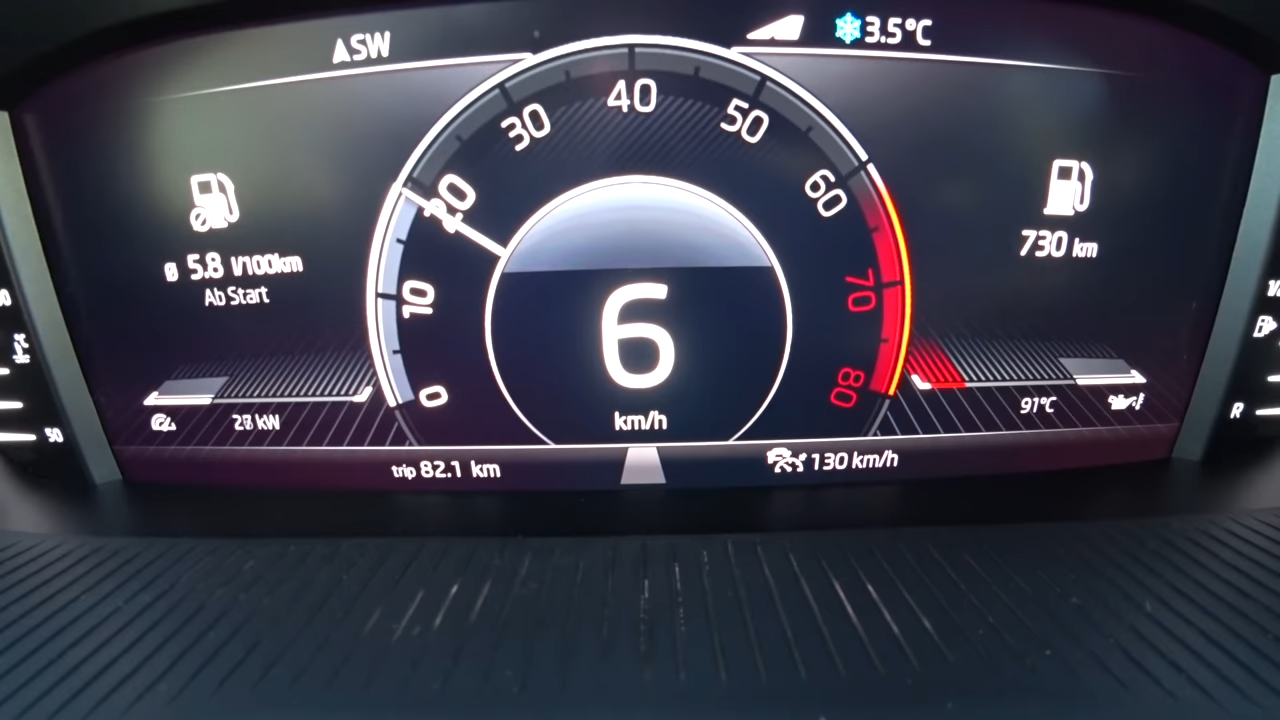 SW
3.5°C
40
30
50
20
60
Ø 5.8 l/100km
Ab Start
730 km
10
70
6
0
80
km/h
kW
91°C
50
R
trip 82.1 km
130 km/h